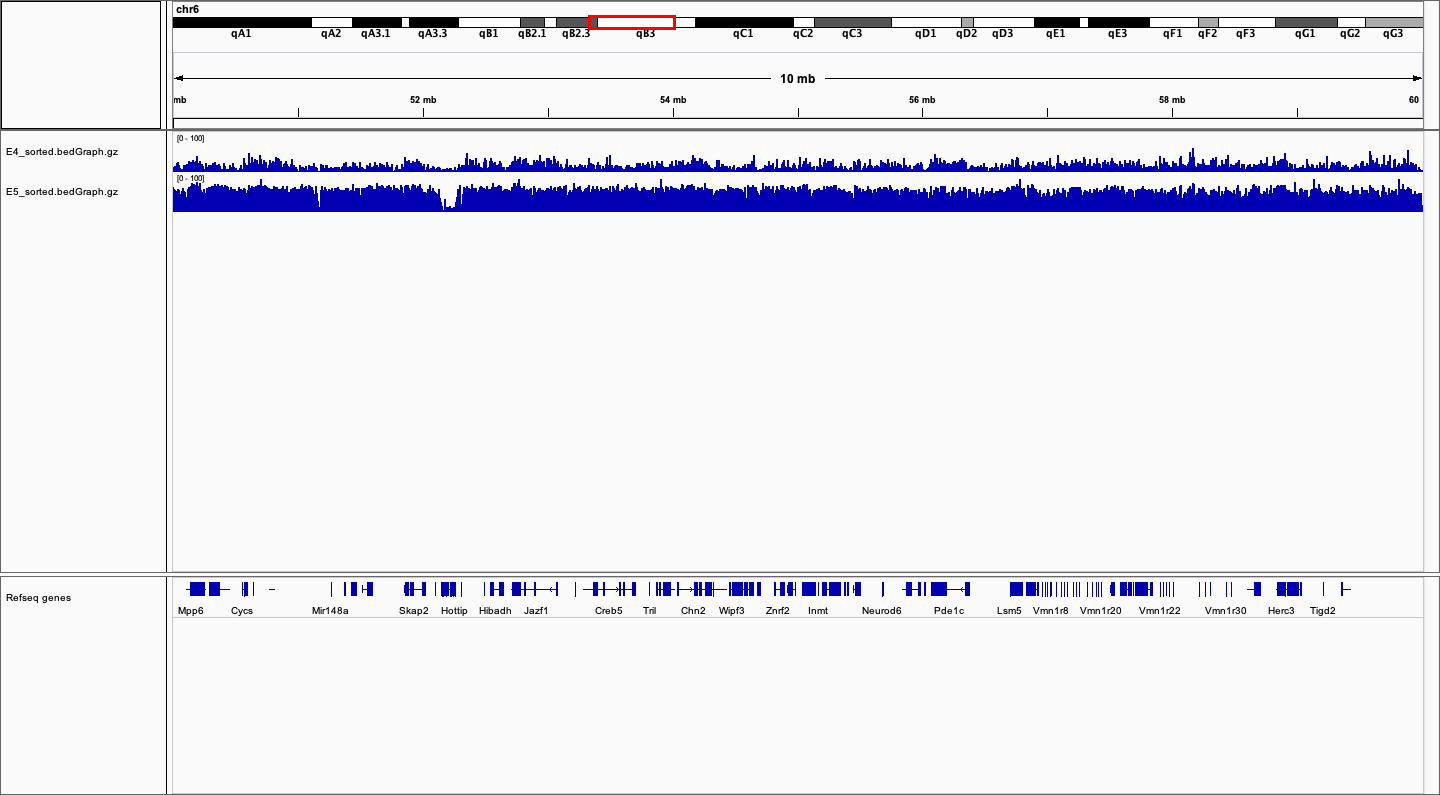 chr6
qA1 qA2 qA3.1 qA3.3 qB1 qB2.1 qB2.3 qB3 qC1 qC2 qC3 qD1 qD2 qD3 qE1 qE3 qF1 qF2 qF3 qG1 qG2 qG3
10 mb
mb 52 mb 54 mb 56 mb 58 mb 60
[0 - 100]
E4_sorted.bedGraph.gz
[0 - 100]
E5_sorted.bedGraph.gz
Refseq genes
Mpp6 Cycs Mir148a Skap2 Hottip Hibadh Jazf1 Creb5 Tril Chn2 Wipf3 Znrf2 Inmt Neurod6 Pde1c Lsm5 Vmn1r8 Vmn1r20 Vmn1r22 Vmn1r30 Herc3 Tigd2